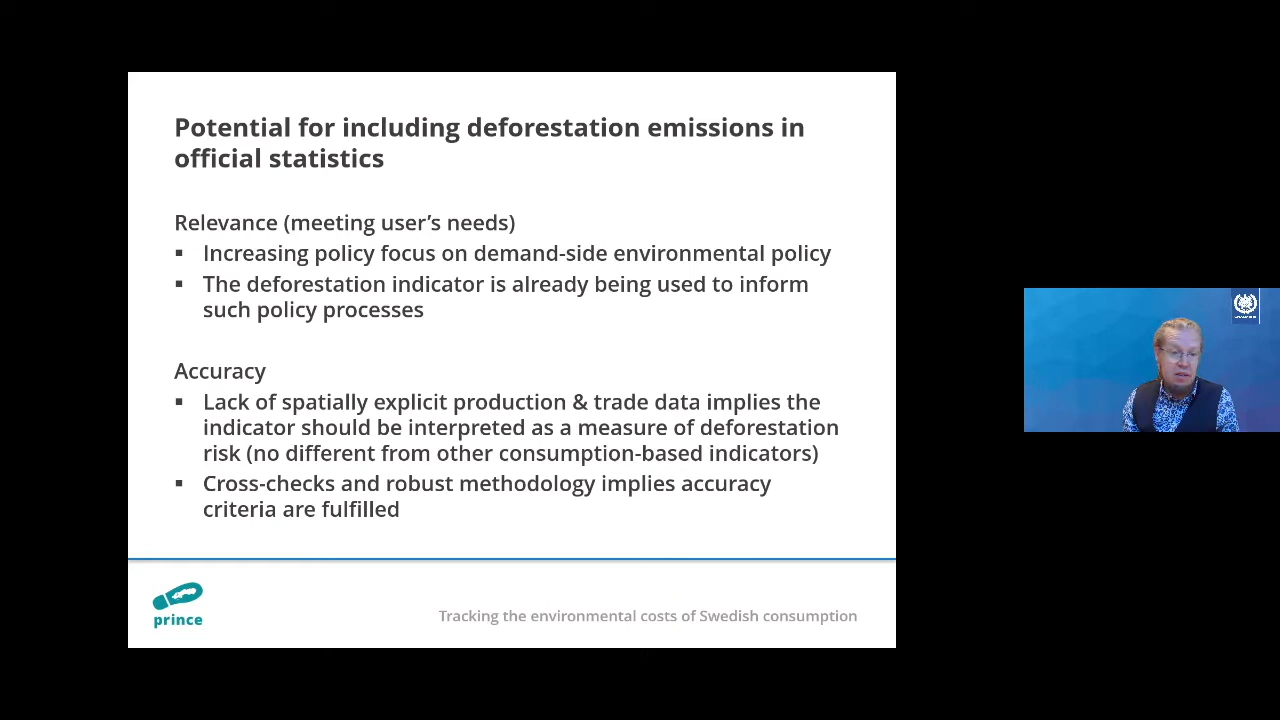 Potential for including deforestation emissions in
official statistics
Relevance (meeting user's needs)
▪ Increasing policy focus on demand-side environmental policy
▪ The deforestation indicator is already being used to inform
such policy processes
Accuracy
▪ Lack of spatially explicit production & trade data implies the
indicator should be interpreted as a measure of deforestation
risk (no different from other consumption-based indicators)
▪ Cross-checks and robust methodology implies accuracy
criteria are fulfilled
prince
Tracking the environmental costs of Swedish consumption